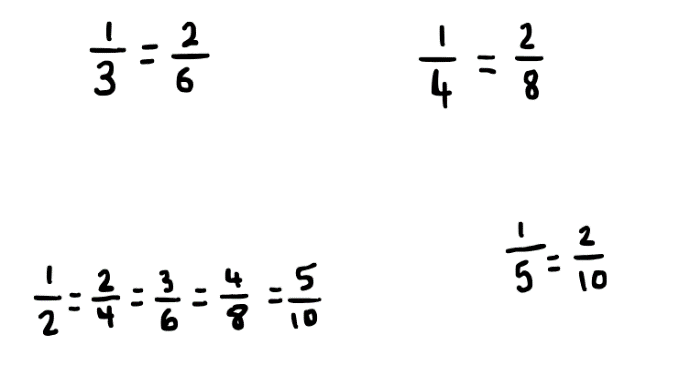 1/3 = 2/6
1/4 = 2/8
1/2 = 2/4 = 3/6 = 4/8 = 5/10
1/5 = 2/10